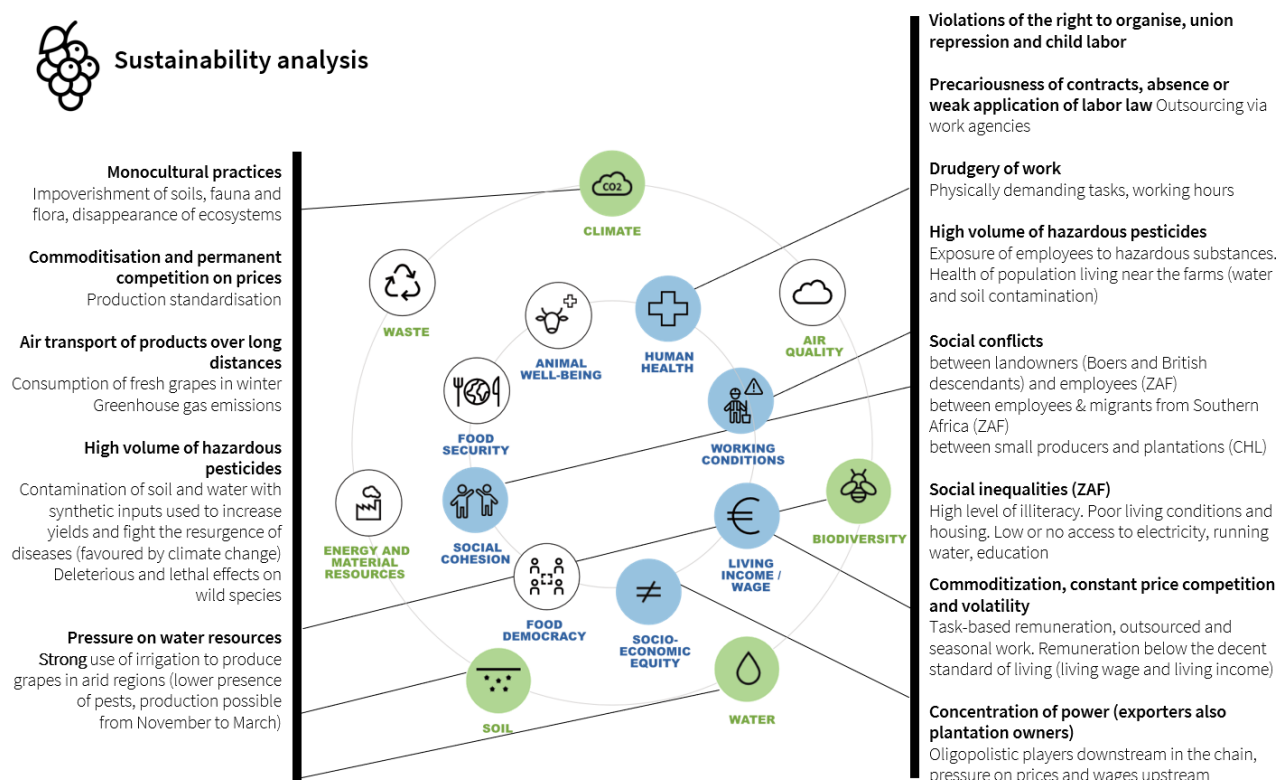 Sustainability analysis
Monocultural practices
Impoverishment of soils, fauna and
flora, disappearance of ecosystems
Commoditisation and permanent
competition on prices
Production standardisation
Air transport of products over long
distances
Consumption of fresh grapes in winter
Greenhouse gas emissions
High volume of hazardous
pesticides
Contamination of soil and water with
synthetic inputs used to increase
yields and fight the resurgence of
diseases (favoured by climate change)
Deleterious and lethal effects on
wild species
Pressure on water resources
Strong use of irrigation to produce
grapes in arid regions (lower presence
of pests, production possible
from November to March)
CO2
CLIMATE
WASTE
ANIMAL
WELL-BEING
HUMAN
HEALTH
AIR
QUALITY
FOOD
SECURITY
WORKING
CONDITIONS
ENERGY AND
MATERIAL
RESOURCES
SOCIAL
COHESION
LIVING
INCOME /
WAGE
BIODIVERSITY
FOOD
DEMOCRACY
SOCIO-
ECONOMIC
EQUITY
SOIL
WATER
Violations of the right to organise, union
repression and child labor
Precariousness of contracts, absence or
weak application of labor law Outsourcing via
work agencies
Drudgery of work
Physically demanding tasks, working hours
High volume of hazardous pesticides
Exposure of employees to hazardous substances.
Health of population living near the farms (water
and soil contamination)
Social conflicts
between landowners (Boers and British
descendants) and employees (ZAF)
between employees & migrants from Southern
Africa (ZAF)
between small producers and plantations (CHL)
Social inequalities (ZAF)
High level of illiteracy. Poor living conditions and
housing. Low or no access to electricity, running
water, education
Commoditization, constant price competition
and volatility
Task-based remuneration, outsourced and
seasonal work. Remuneration below the decent
standard of living (living wage and living income)
Concentration of power (exporters also
plantation owners)
Oligopolistic players downstream in the chain,
pressure on prices and wages upstream